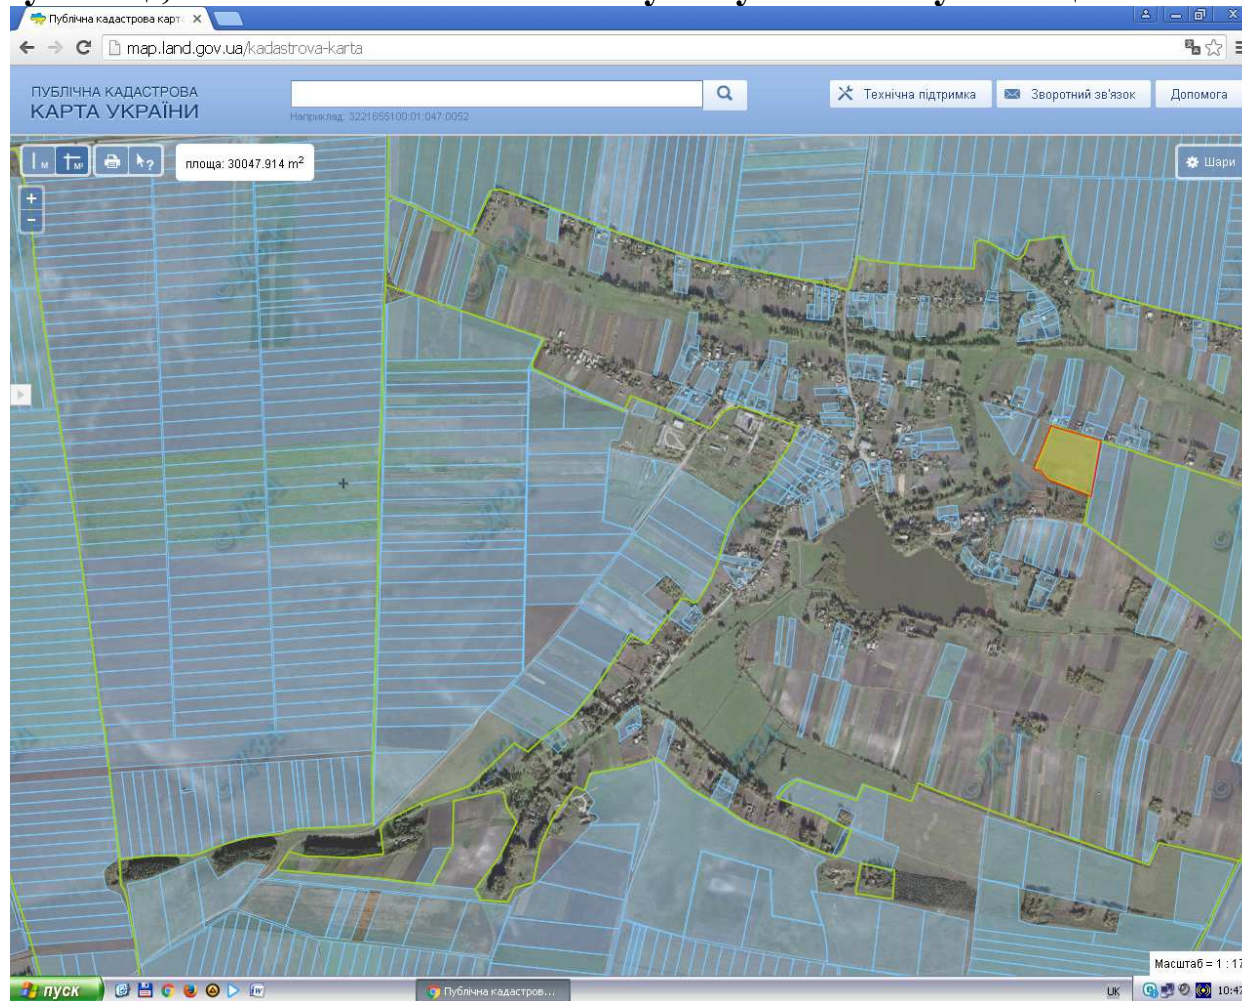 Публічна кадастрова карт
map.land.gov.ua/kadastrova-karta
ПУБЛІЧНА КАДАСТРОВА
КАРТА УКРАЇНИ
Наприклад: 3221655100:01:047:0052
Технічна підтримка
Зворотний зв'язок
Допомога
М
М²
площа: 30047.914 m²
Шари
+
−
Масштаб = 1 : 17
пуск
Публічна кадастров...
UK
10:47